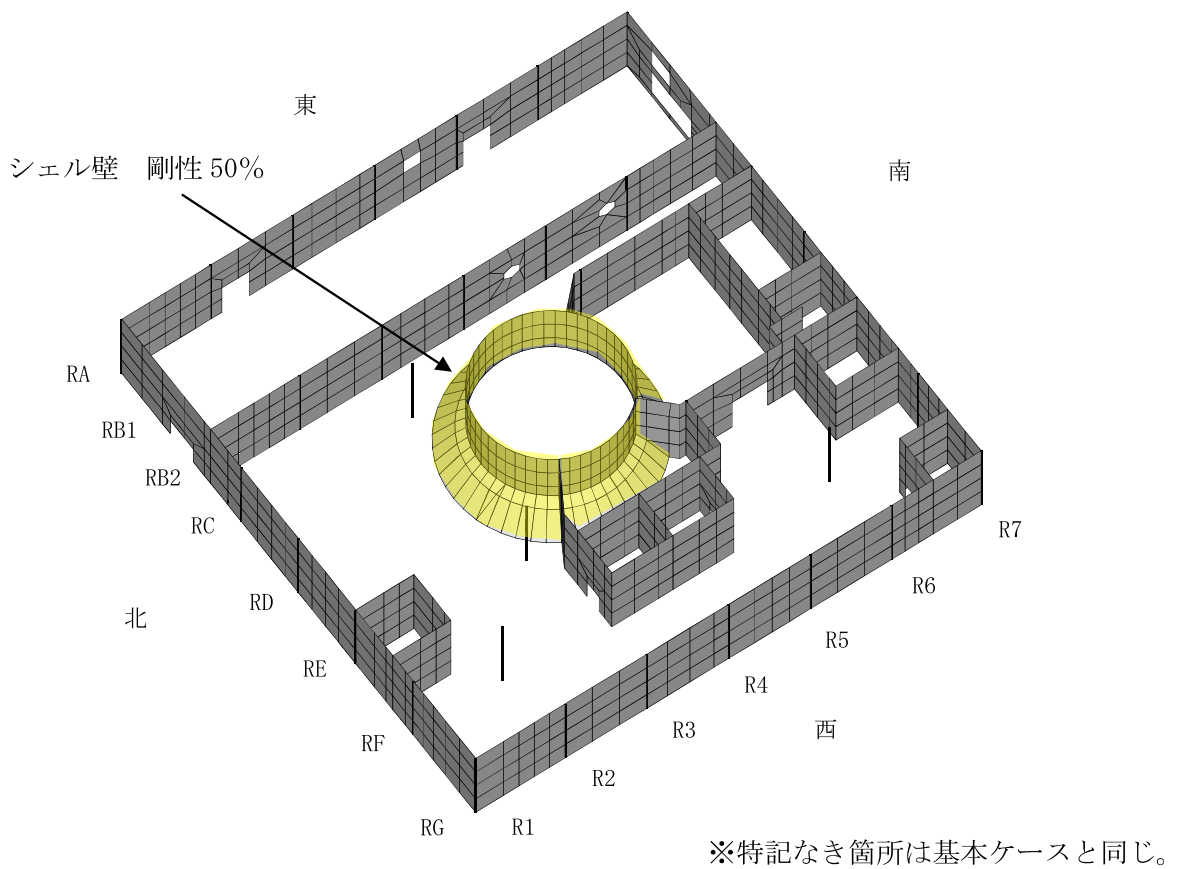 東
シェル壁　剛性 50％
南
RA
RB1
RB2
RC
RD
RE
RF
RG
北
R1
R2
R3
R4
R5
R6
R7
西
※特記なき箇所は基本ケースと同じ。